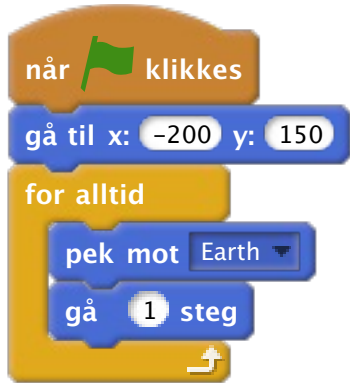 når klikkes
gå til x: -200 y: 150
for alltid
pek mot Earth
gå 1 steg